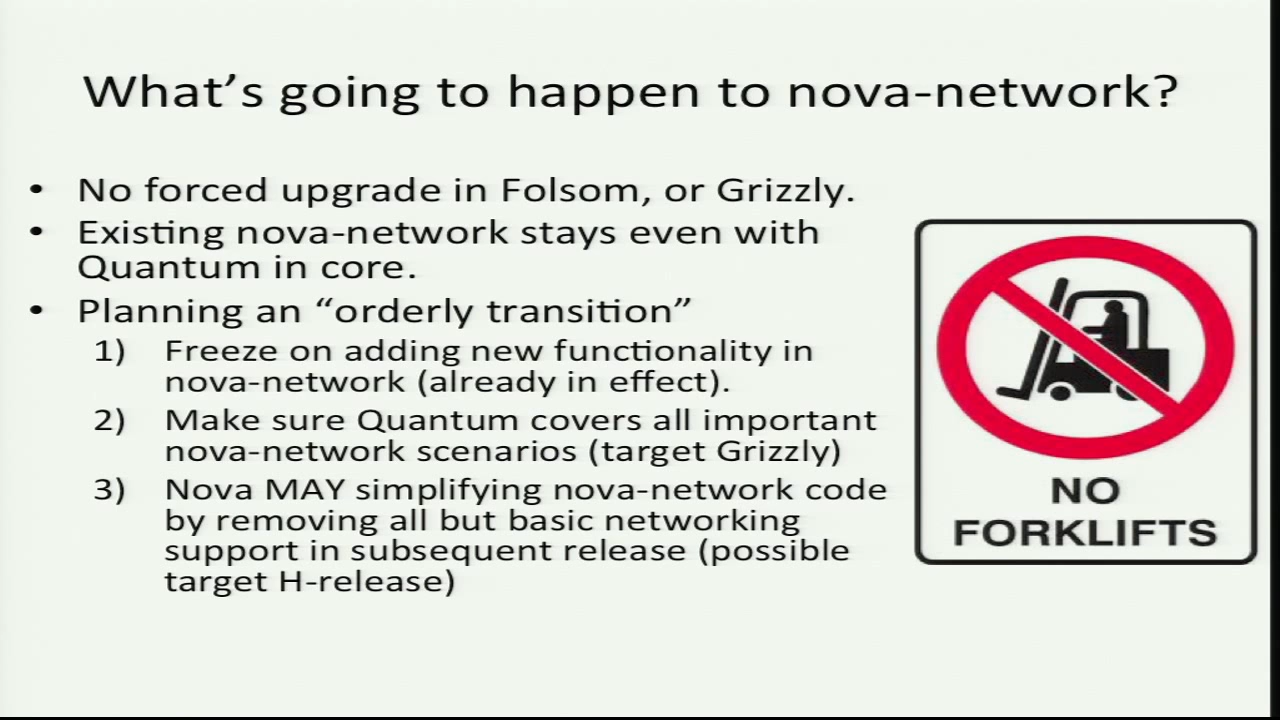 What's going to happen to nova-network?
• No forced upgrade in Folsom, or Grizzly.
• Existing nova-network stays even with
Quantum in core.
• Planning an “orderly transition”
1) Freeze on adding new functionality in
nova-network (already in effect).
2) Make sure Quantum covers all important
nova-network scenarios (target Grizzly)
3) Nova MAY simplifying nova-network code
by removing all but basic networking
support in subsequent release (possible
target H-release)
NO
FORKLIFTS